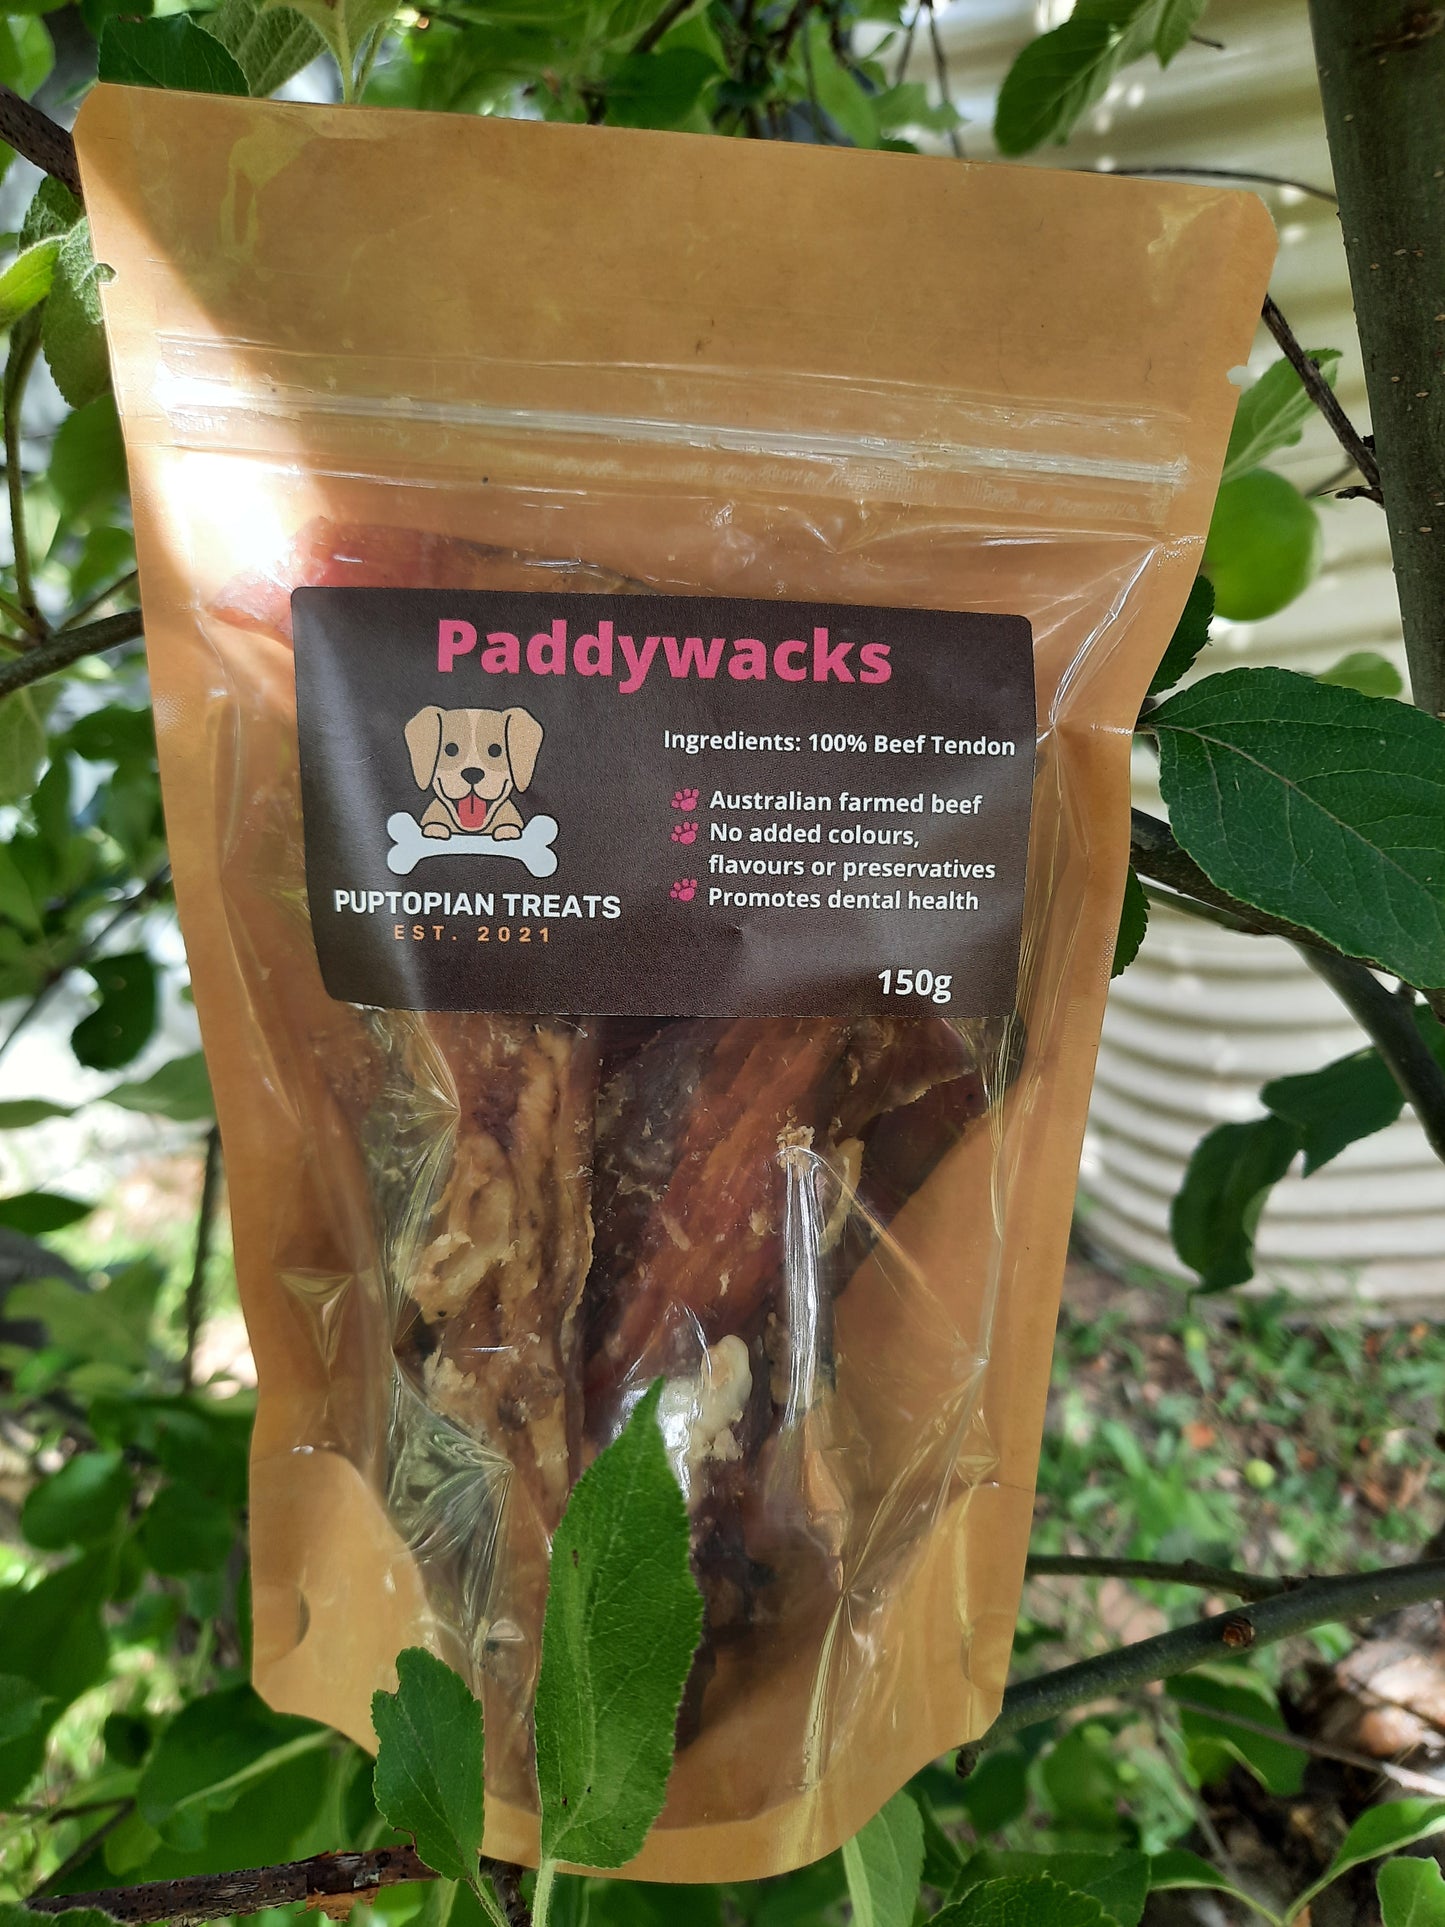 Paddywacks
Ingredients: 100% Beef Tendon
Australian farmed beef
No added colours,
flavours or preservatives
Promotes dental health
PUPTOPIAN TREATS
EST. 2021
150g